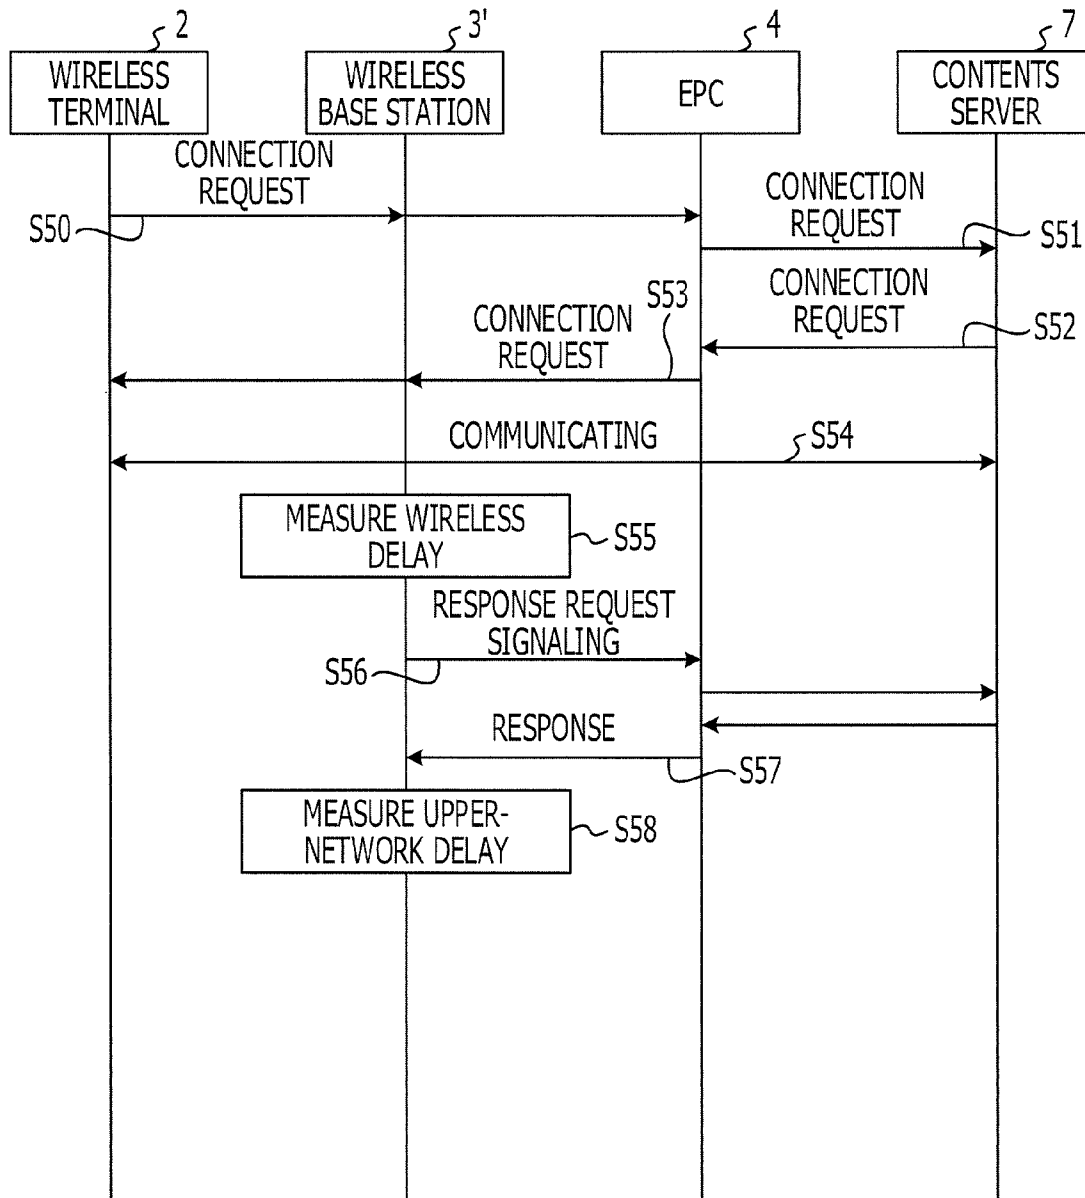 2
3'
4
7
WIRELESS
TERMINAL
WIRELESS
BASE STATION
EPC
CONTENTS
SERVER
CONNECTION
REQUEST
S50
CONNECTION
REQUEST
S51
CONNECTION
REQUEST
S52
S53
CONNECTION
REQUEST
COMMUNICATING
S54
MEASURE WIRELESS
DELAY
S55
RESPONSE REQUEST
SIGNALING
S56
RESPONSE
S57
MEASURE UPPER-
NETWORK DELAY
S58